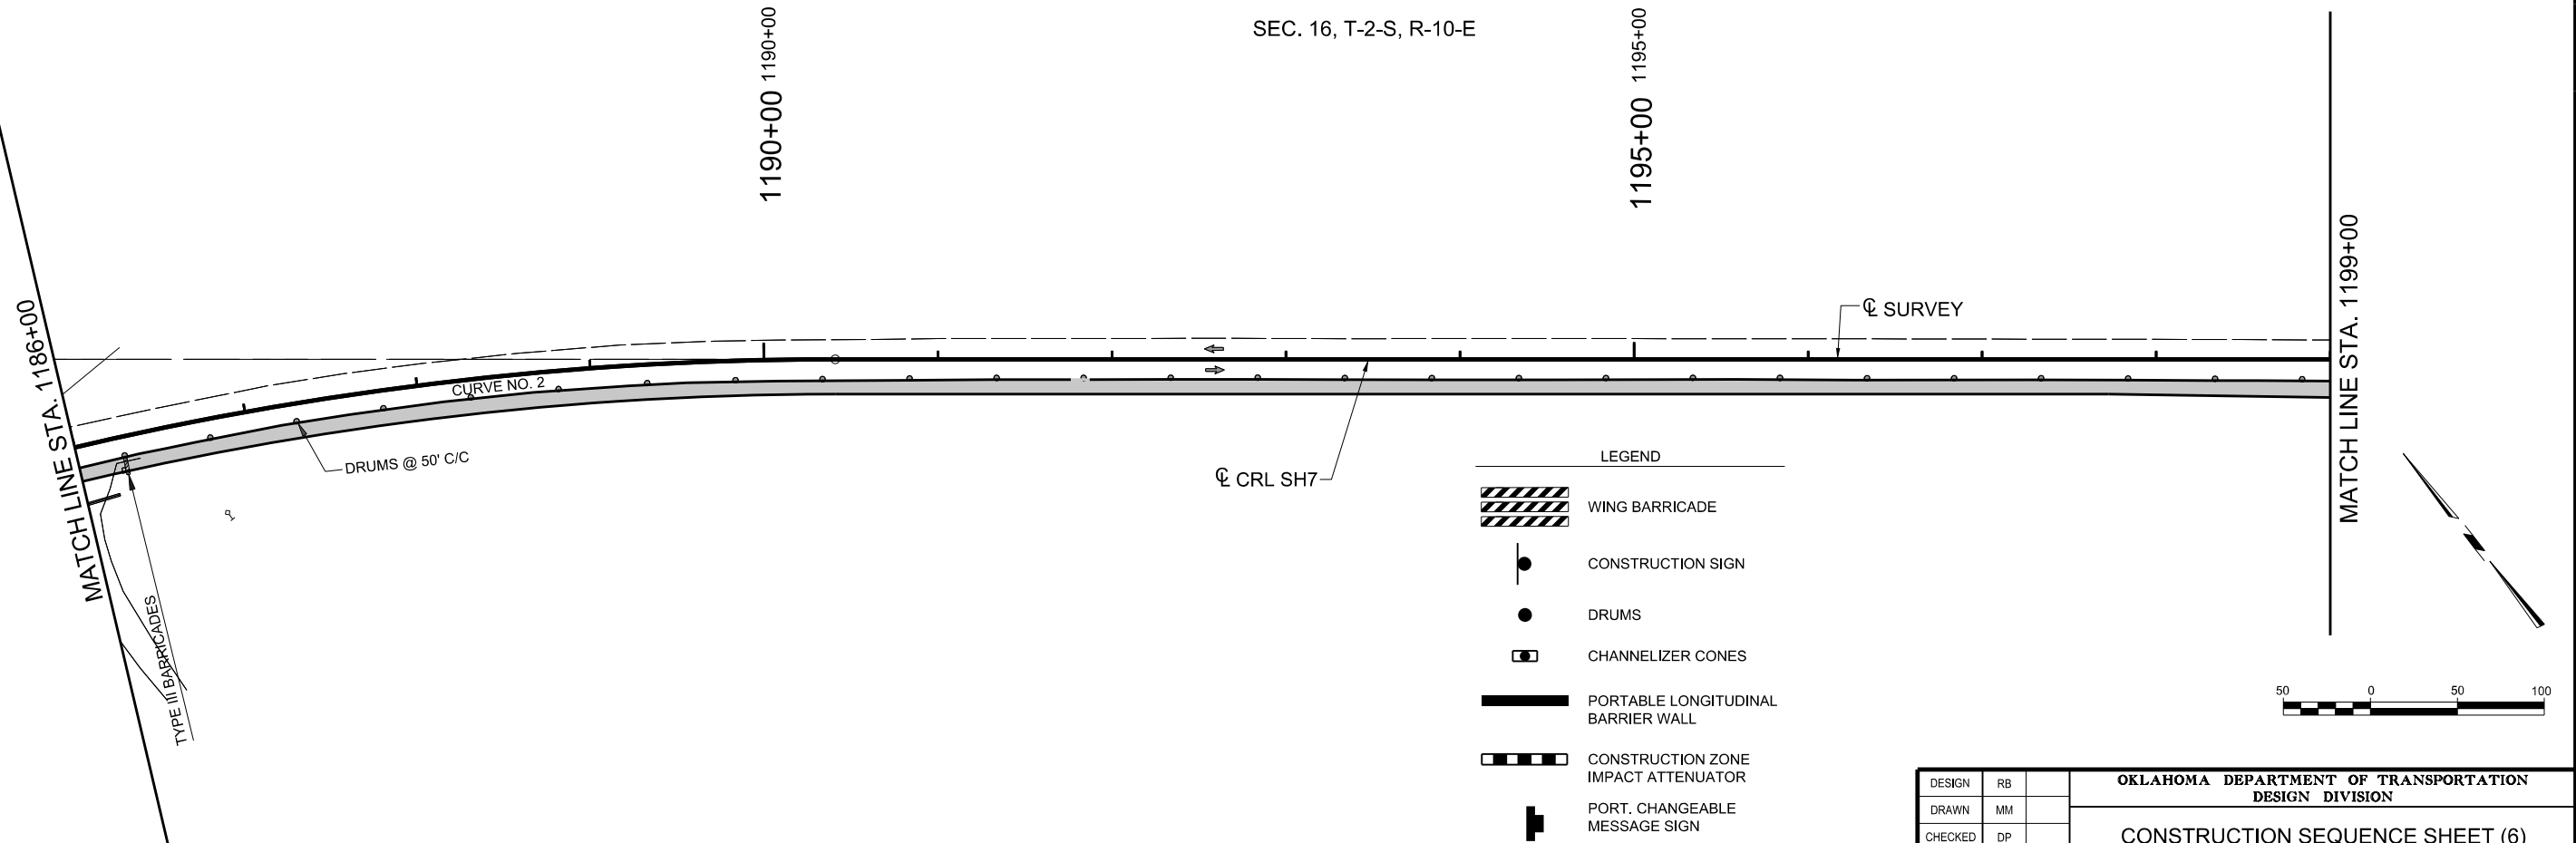 SEC. 16, T-2-S, R-10-E
1190+00 1190+00
1195+00 1195+00
MATCH LINE STA. 1186+00
MATCH LINE STA. 1199+00
℄ SURVEY
CURVE NO. 2
DRUMS @ 50' C/C
℄ CRL SH7
TYPE III BARRICADES
LEGEND
WING BARRICADE
CONSTRUCTION SIGN
DRUMS
CHANNELIZER CONES
PORTABLE LONGITUDINAL
BARRIER WALL
CONSTRUCTION ZONE
IMPACT ATTENUATOR
PORT. CHANGEABLE
MESSAGE SIGN
50 0 50 100
DESIGN RB
DRAWN MM
CHECKED DP
OKLAHOMA DEPARTMENT OF TRANSPORTATION
DESIGN DIVISION
CONSTRUCTION SEQUENCE SHEET (6)